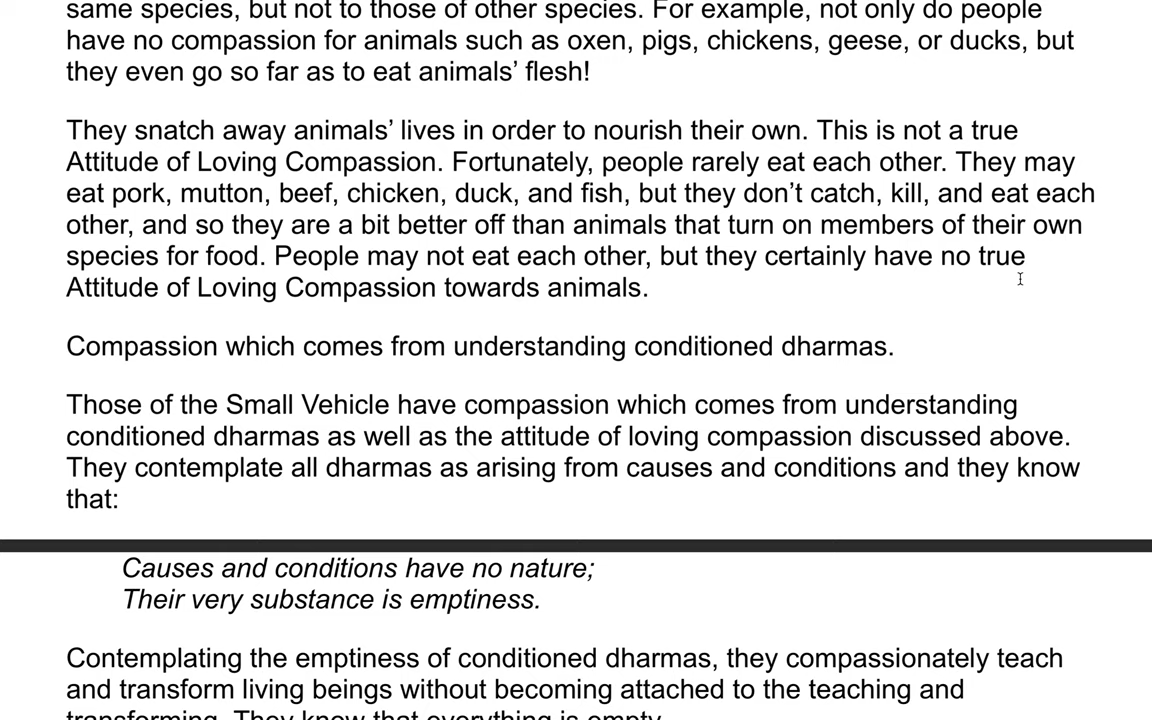 same species, but not to those of other species. For example, not only do people
have no compassion for animals such as oxen, pigs, chickens, geese, or ducks, but
they even go so far as to eat animals’ flesh!
They snatch away animals’ lives in order to nourish their own. This is not a true
Attitude of Loving Compassion. Fortunately, people rarely eat each other. They may
eat pork, mutton, beef, chicken, duck, and fish, but they don’t catch, kill, and eat each
other, and so they are a bit better off than animals that turn on members of their own
species for food. People may not eat each other, but they certainly have no true
Attitude of Loving Compassion towards animals.
Compassion which comes from understanding conditioned dharmas.
Those of the Small Vehicle have compassion which comes from understanding
conditioned dharmas as well as the attitude of loving compassion discussed above.
They contemplate all dharmas as arising from causes and conditions and they know
that:
Causes and conditions have no nature;
Their very substance is emptiness.
Contemplating the emptiness of conditioned dharmas, they compassionately teach
and transform living beings without becoming attached to the teaching and
transforming. They know that everything is empty.